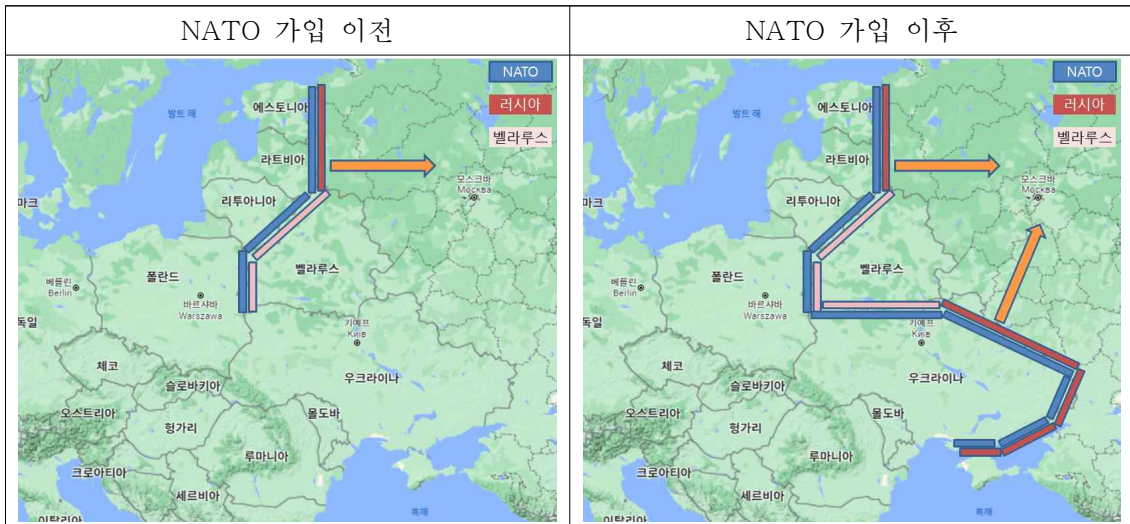 NATO 가입 이전
NATO 가입 이후
NATO
러시아
벨라루스
에스토니아
발트 해
라트비아
모스크바
Москва
리투아니아
마크
벨라루스
폴란드
베를린
Berlin
바르샤바
Warszawa
독일
키예프
Київ
체코
우크라이나
슬로바키아
오스트리아
몰도바
헝가리
루마니아
크로아티아
세르비아
흑해
이탈리아
NATO
러시아
벨라루스
에스토니아
발트 해
라트비아
모스크바
Москва
리투아니아
마크
벨라루스
폴란드
베를린
Berlin
바르샤바
Warszawa
독일
키예프
Київ
체코
우크라이나
슬로바키아
오스트리아
몰도바
헝가리
루마니아
크로아티아
세르비아
흑해
이탈리아